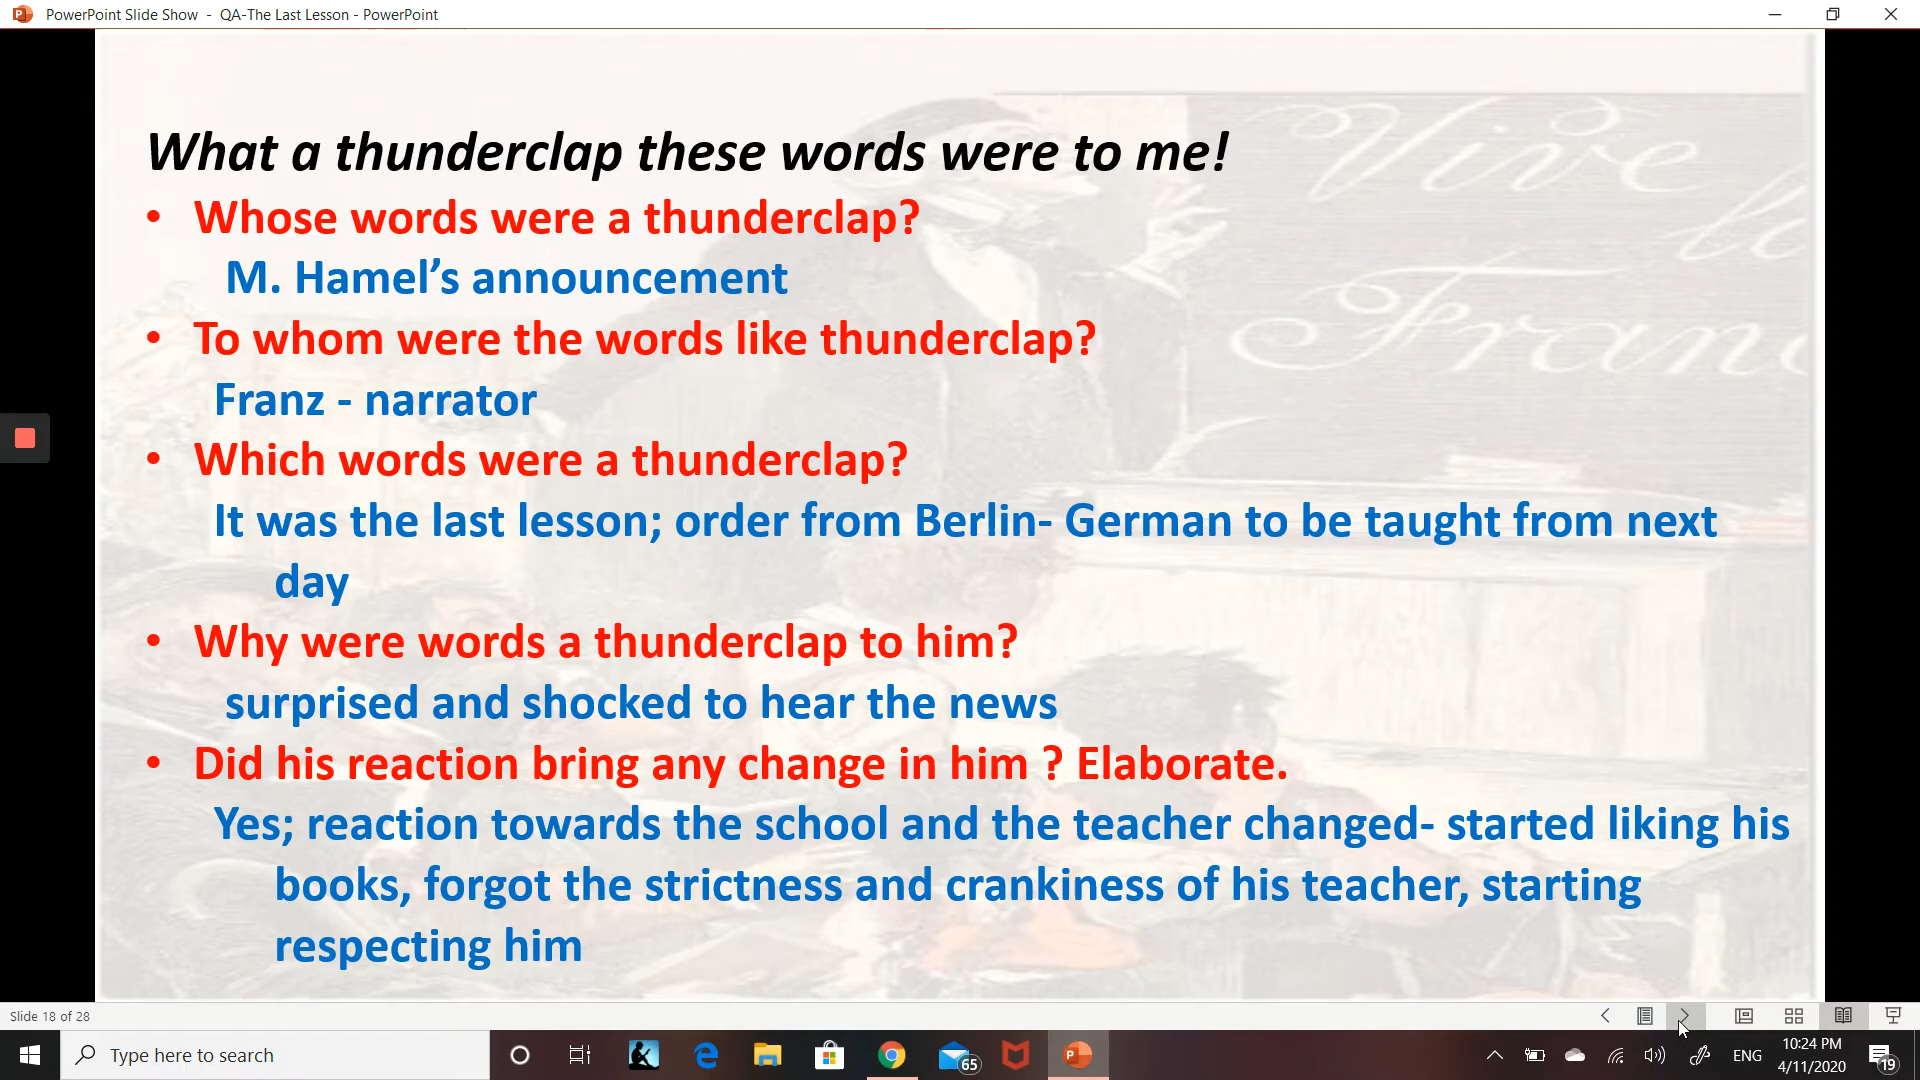 PowerPoint Slide Show - QA-The Last Lesson - PowerPoint
Vive
la
What a thunderclap these words were to me!
• Whose words were a thunderclap?
M. Hamel’s announcement
• To whom were the words like thunderclap?
Franz - narrator
• Which words were a thunderclap?
It was the last lesson; order from Berlin- German to be taught from next
day
• Why were words a thunderclap to him?
surprised and shocked to hear the news
• Did his reaction bring any change in him ? Elaborate.
Yes; reaction towards the school and the teacher changed- started liking his
books, forgot the strictness and crankiness of his teacher, starting
respecting him
Slide 18 of 28
Type here to search
65
ENG
10:24 PM
4/11/2020
19